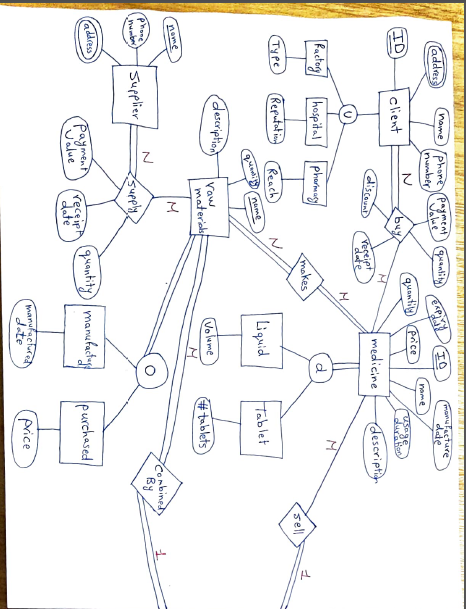 (address)
name
phone
number
ID
Client
U
Factory
hospital
pharmacy
Type
Reputation
Reach
N
buy
payment
Value
quantity
discount
receipt
date
M
quantity
expiry
price
ID
name
manufacture
date
usage
duration
description
medicine
d
Liquid
Tablet
Volume
#tablets
M
sell
1
M
makes
N
description
quantity
name
raw
materials
M
supply
N
Supplier
name
phone
number
address
payment
Value
receipt
date
quantity
O
manufactured
purchased
manufactured
date
price
M
Combined
By
1